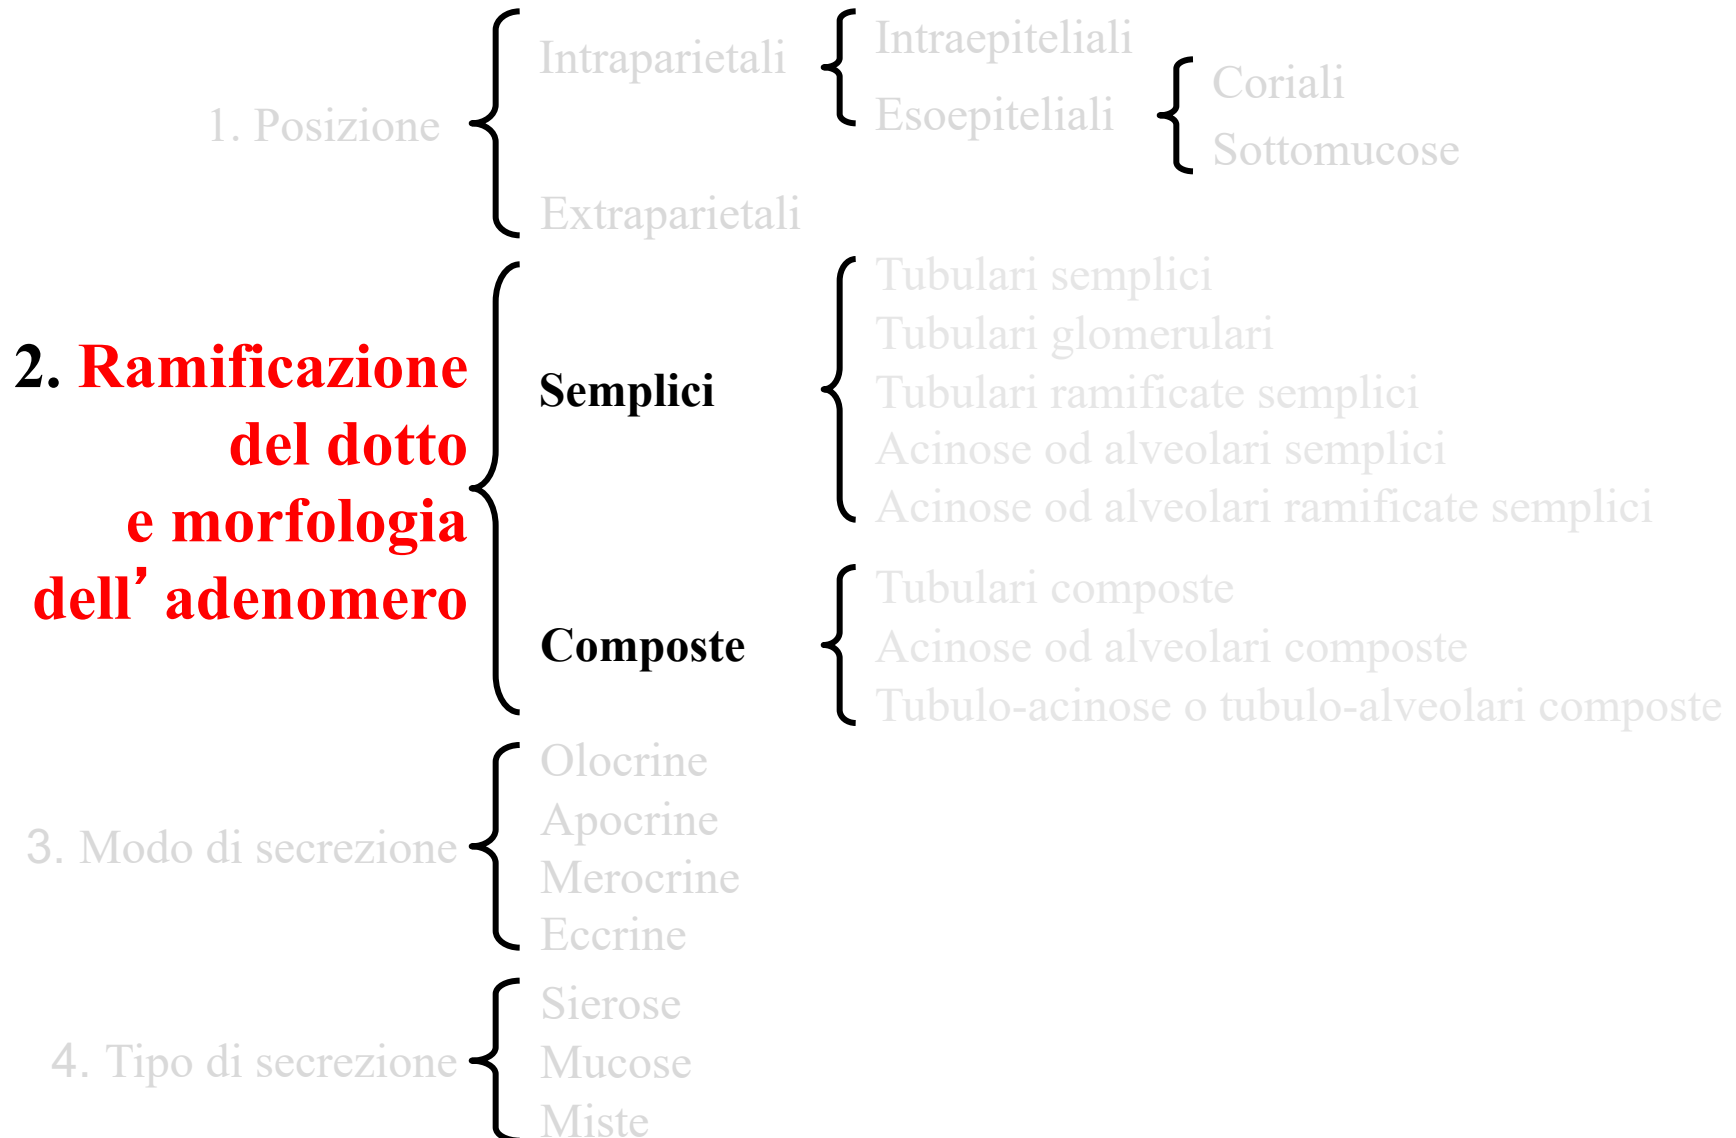 1. Posizione
Intraparietali
Intraepiteliali
Esoepiteliali
Coriali
Sottomucose
Extraparietali
2. Ramificazione
del dotto
e morfologia
dell’ adenomero
Semplici
Tubulari semplici
Tubulari glomerulari
Tubulari ramificate semplici
Acinose od alveolari semplici
Acinose od alveolari ramificate semplici
Composte
Tubulari composte
Acinose od alveolari composte
Tubulo-acinose o tubulo-alveolari composte
3. Modo di secrezione
Olocrine
Apocrine
Merocrine
Eccrine
4. Tipo di secrezione
Sierose
Mucose
Miste